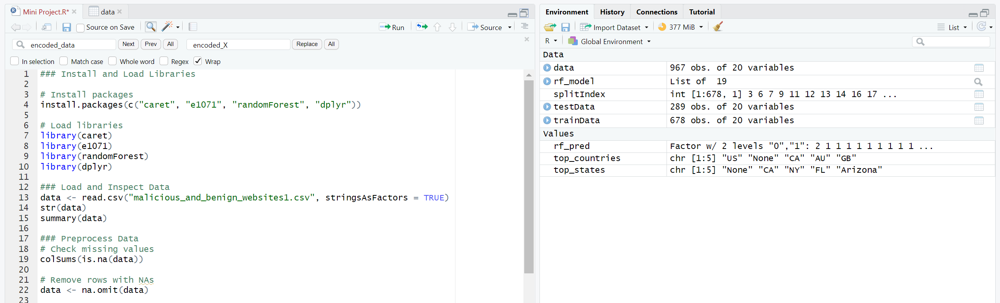 Mini Project.R*
data
Source on Save
Run
Source
encoded_data
Next
Prev
All
encoded_X
Replace
All
In selection
Match case
Whole word
Regex
Wrap
1 ### Install and Load Libraries
2
3 # Install packages
4 install.packages(c("caret", "e1071", "randomForest", "dplyr"))
5
6 # Load libraries
7 library(caret)
8 library(e1071)
9 library(randomForest)
10 library(dplyr)
11
12 ### Load and Inspect Data
13 data <- read.csv("malicious_and_benign_websites1.csv", stringsAsFactors = TRUE)
14 str(data)
15 summary(data)
16
17 ### Preprocess Data
18 # Check missing values
19 colSums(is.na(data))
20
21 # Remove rows with NAs
22 data <- na.omit(data)
23
Environment
History
Connections
Tutorial
Import Dataset
377 MiB
List
R
Global Environment
Data
data 967 obs. of 20 variables
rf_model List of 19
splitIndex int [1:678, 1] 3 6 7 9 11 12 13 14 16 17 ...
testData 289 obs. of 20 variables
trainData 678 obs. of 20 variables
Values
rf_pred Factor w/ 2 levels "0","1": 2 1 1 1 1 1 1 1 1 1 ...
top_countries chr [1:5] "US" "None" "CA" "AU" "GB"
top_states chr [1:5] "None" "CA" "NY" "FL" "Arizona"